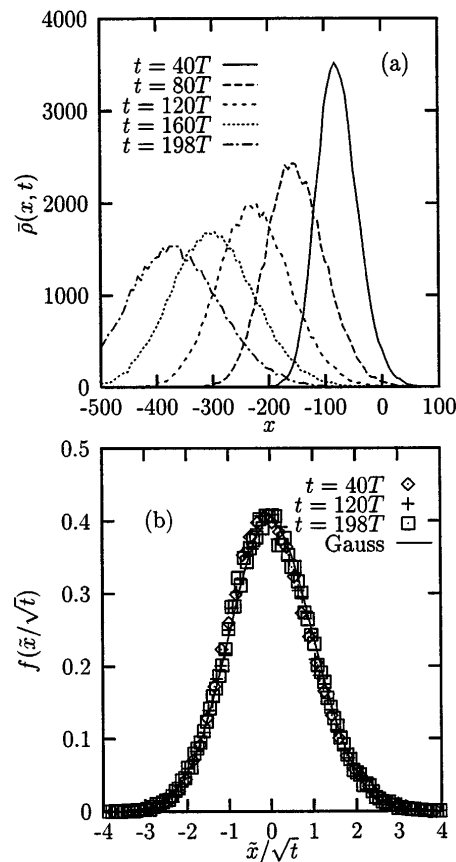 4000
3000
2000
1000
0
ρ̄(x, t)
(a)
t = 40T
t = 80T
t = 120T
t = 160T
t = 198T
-500 -400 -300 -200 -100 0 100
x
0.5
0.4
0.3
0.2
0.1
0
f(x̃/√t)
(b)
t = 40T
t = 120T
t = 198T
Gauss
-4 -3 -2 -1 0 1 2 3 4
x̃/√t